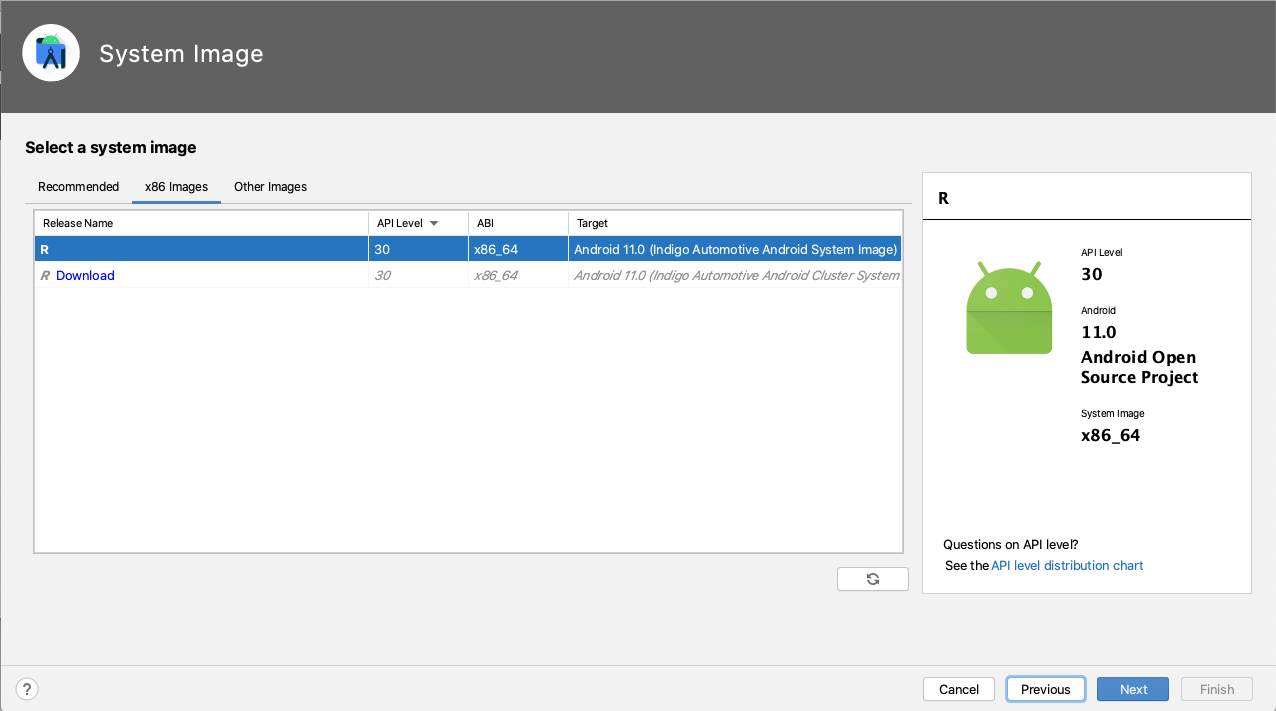 System Image
Select a system image
Recommended x86 Images Other Images
Release Name API Level ABI Target
R 30 x86_64 Android 11.0 (Indigo Automotive Android System Image)
R Download 30 x86_64 Android 11.0 (Indigo Automotive Android Cluster System
R
API Level
30
Android
11.0
Android Open
Source Project
System Image
x86_64
Questions on API level?
See the API level distribution chart
? Cancel Previous Next Finish